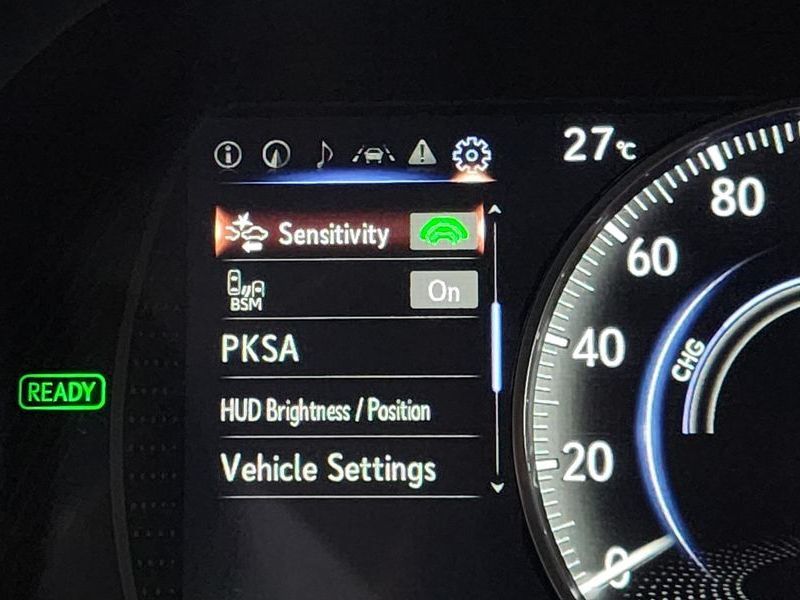 27°C
Sensitivity
BSM
On
PKSA
HUD Brightness / Position
Vehicle Settings
READY
80
60
40
20
0
CHG